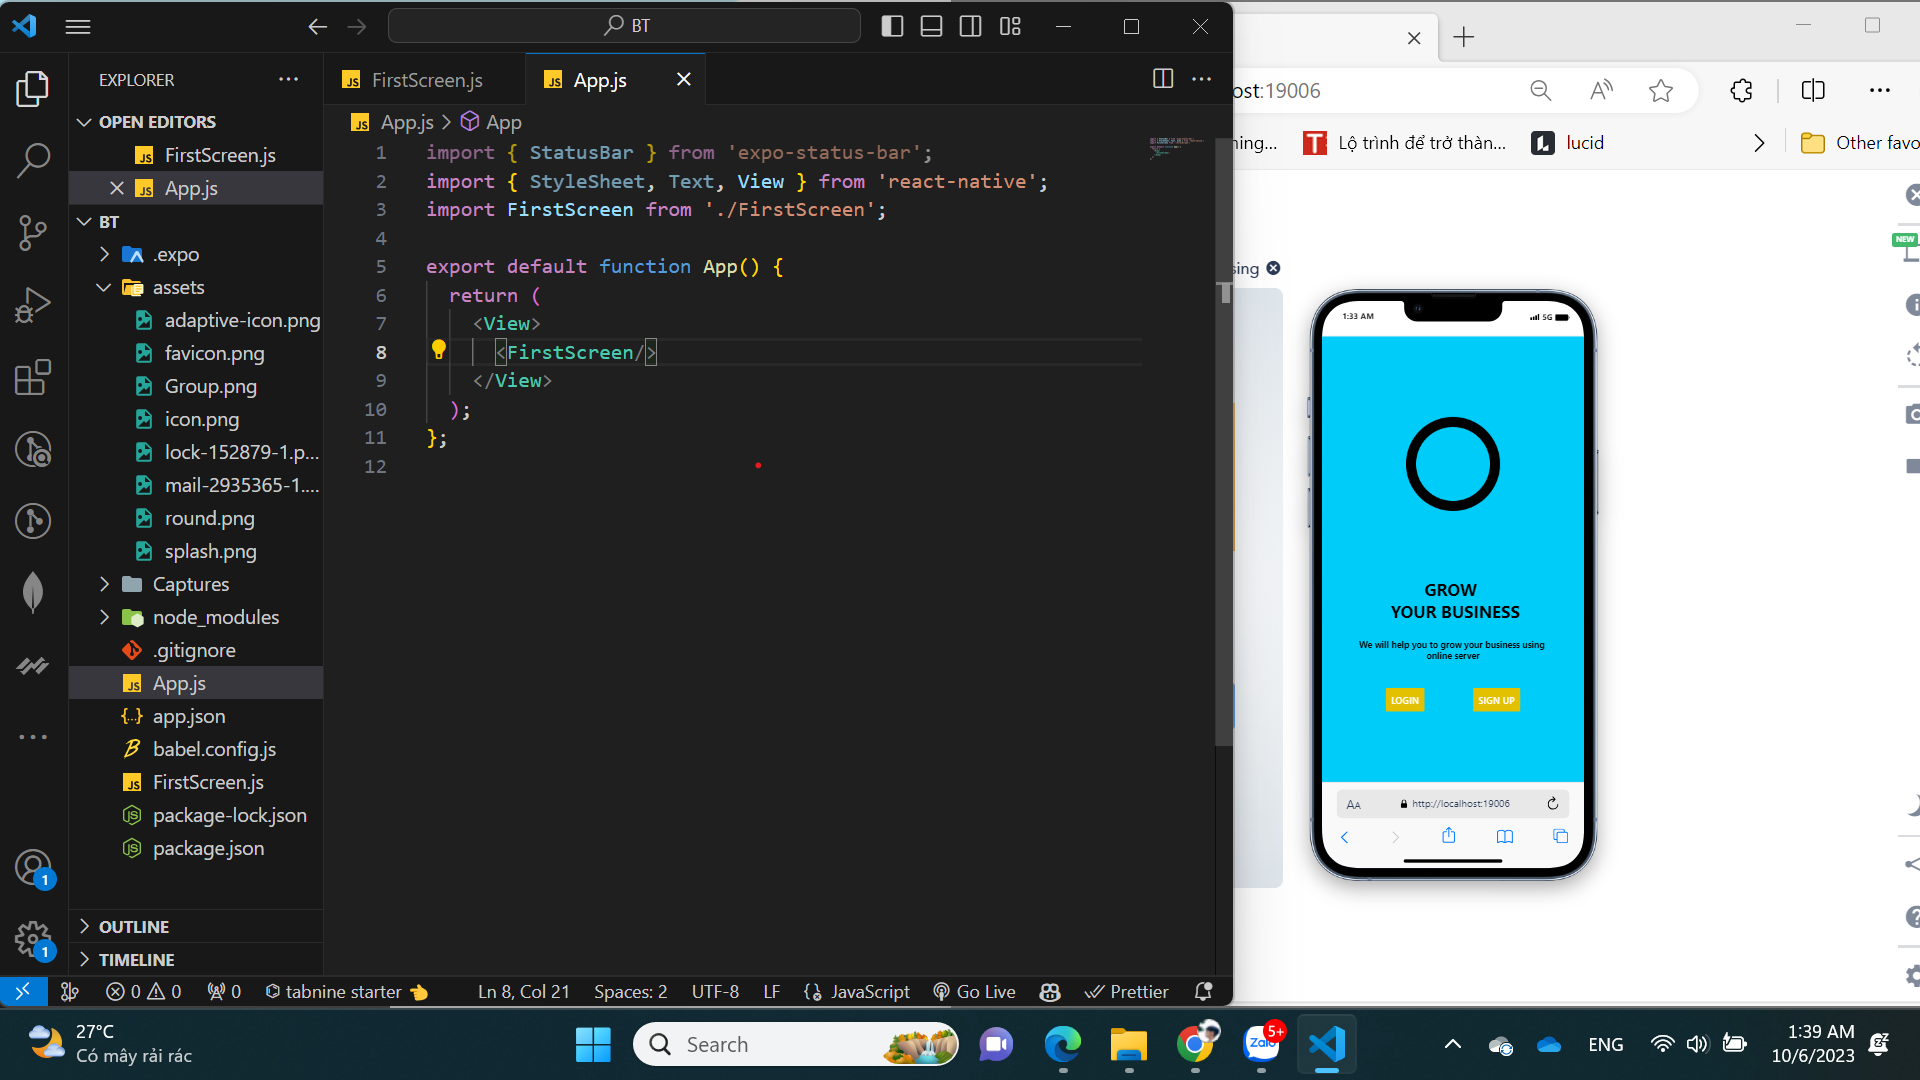 BT
EXPLORER
OPEN EDITORS
FirstScreen.js
App.js
BT
.expo
assets
adaptive-icon.png
favicon.png
Group.png
icon.png
lock-152879-1.p...
mail-2935365-1....
round.png
splash.png
Captures
node_modules
.gitignore
App.js
app.json
babel.config.js
FirstScreen.js
package-lock.json
package.json
OUTLINE
TIMELINE
1
1
FirstScreen.js
App.js
App.js > App
1 import { StatusBar } from 'expo-status-bar';
2 import { StyleSheet, Text, View } from 'react-native';
3 import FirstScreen from './FirstScreen';
4
5 export default function App() {
6 return (
7 <View>
8 <FirstScreen/>
9 </View>
10 );
11 };
12
0 0
0
tabnine starter
Ln 8, Col 21
Spaces: 2
UTF-8
LF
JavaScript
Go Live
Prettier
ost:19006
ning...
Lộ trình để trở thàn...
lucid
Other favo
NEW
sing
1:33 AM
5G
GROW
YOUR BUSINESS
We will help you to grow your business using
online server
LOGIN
SIGN UP
AA
http://localhost:19006
27°C
Có mây rải rác
Search
Zalo
5+
ENG
1:39 AM
10/6/2023